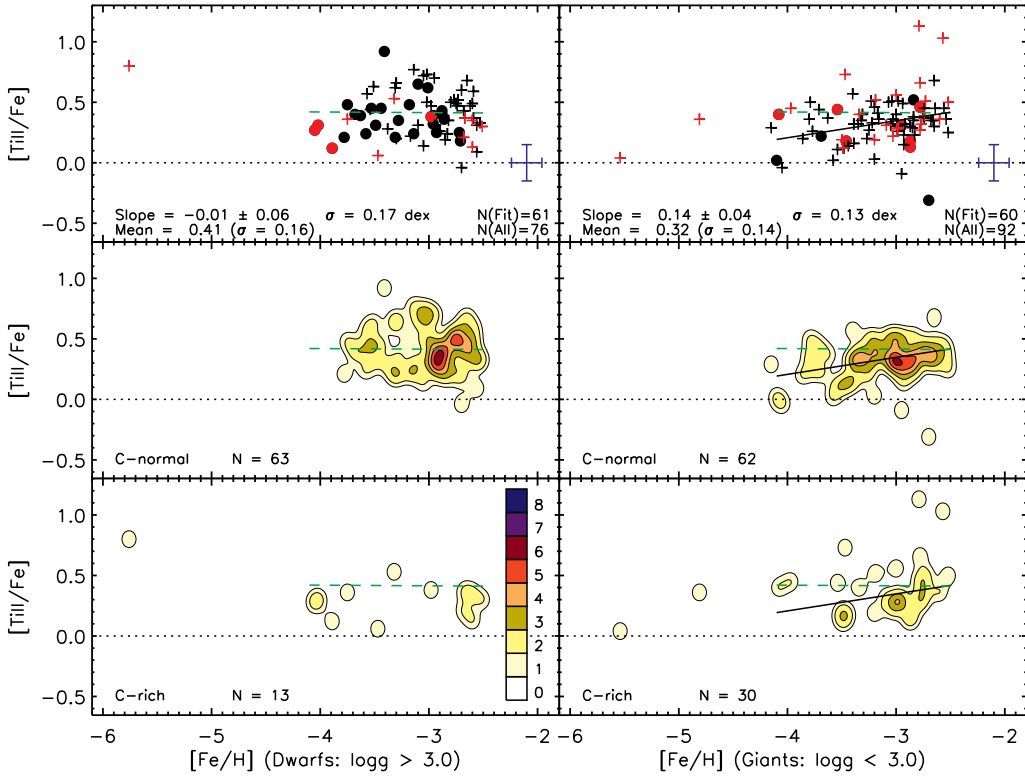 [TiII/Fe]
1.0
0.5
0.0
−0.5
Slope = −0.01 ± 0.06 σ = 0.17 dex N(Fit)=61
Mean = 0.41 (σ = 0.16) N(All)=76
Slope = 0.14 ± 0.04 σ = 0.13 dex N(Fit)=60
Mean = 0.32 (σ = 0.14) N(All)=92
[TiII/Fe]
1.0
0.5
0.0
−0.5
C−normal N = 63
C−normal N = 62
[TiII/Fe]
1.0
0.5
0.0
−0.5
8
7
6
5
4
3
2
1
0
C−rich N = 13
C−rich N = 30
−6 −5 −4 −3 −2
−6 −5 −4 −3 −2
[Fe/H] (Dwarfs: logg > 3.0)
[Fe/H] (Giants: logg < 3.0)